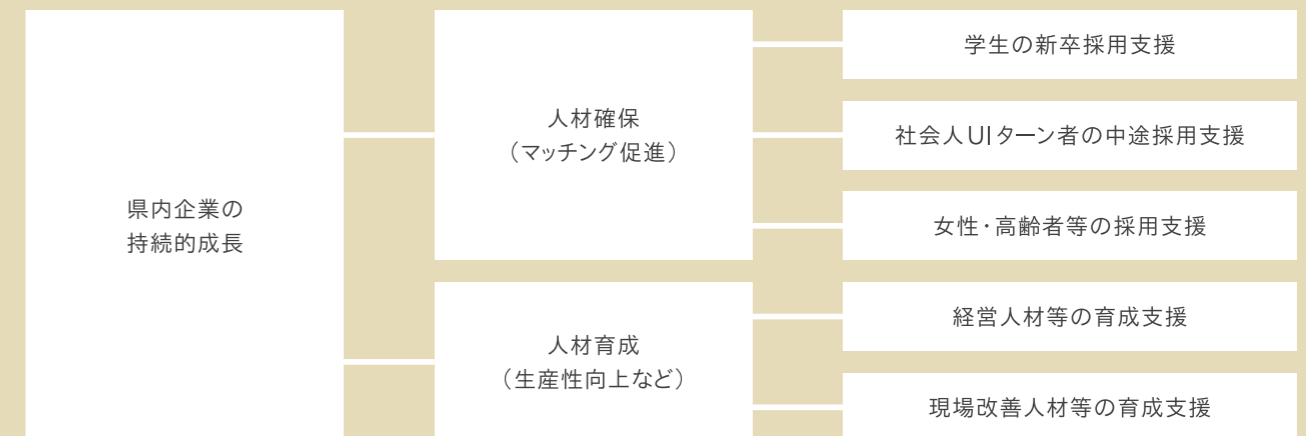 県内企業の
持続的成長
人材確保
（マッチング促進）
人材育成
（生産性向上など）
学生の新卒採用支援
社会人UIターン者の中途採用支援
女性・高齢者等の採用支援
経営人材等の育成支援
現場改善人材等の育成支援